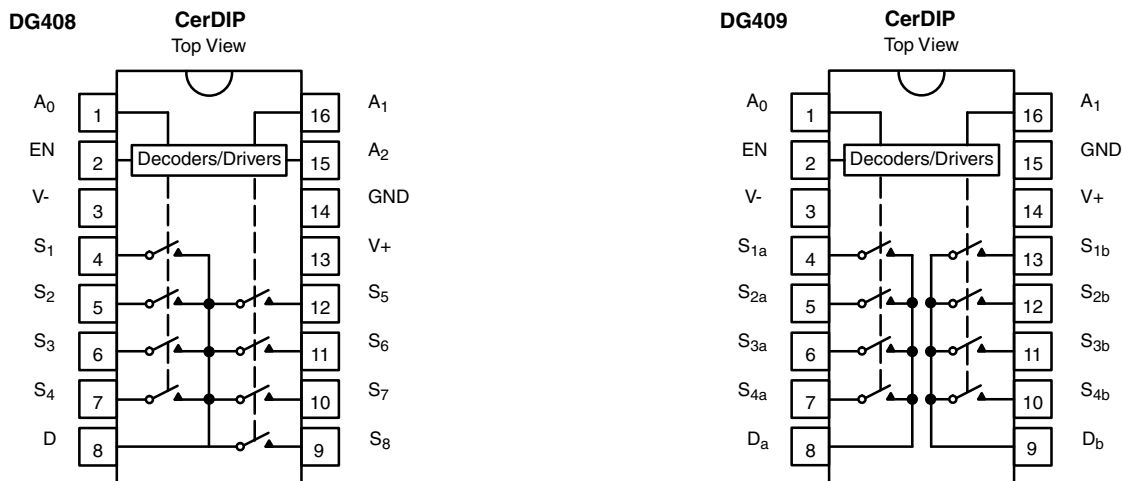 DG408
CerDIP
Top View
A0 1 16 A1
EN 2 Decoders/Drivers 15 A2
V- 3 14 GND
S1 4 13 V+
S2 5 12 S5
S3 6 11 S6
S4 7 10 S7
D 8 9 S8
DG409
CerDIP
Top View
A0 1 16 A1
EN 2 Decoders/Drivers 15 GND
V- 3 14 V+
S1a 4 13 S1b
S2a 5 12 S2b
S3a 6 11 S3b
S4a 7 10 S4b
Da 8 9 Db